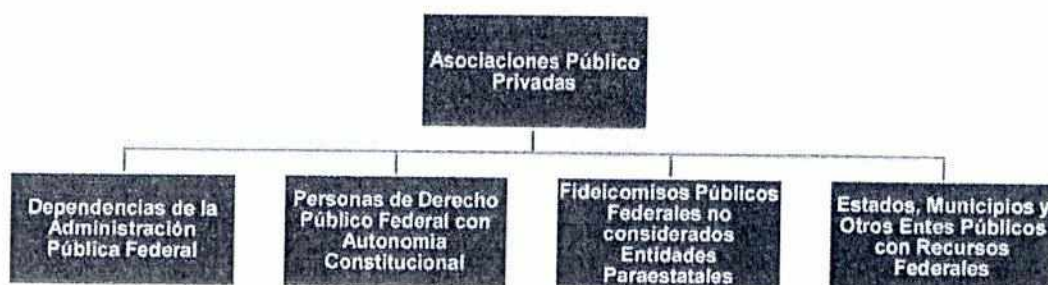 Asociaciones Público
Privadas
Dependencias de la
Administración
Pública Federal
Personas de Derecho
Público Federal con
Autonomia
Constitucional
Fideicomisos Públicos
Federales no
considerados
Entidades
Paraestatales
Estados, Municipios y
Otros Entes Públicos
con Recursos
Federales